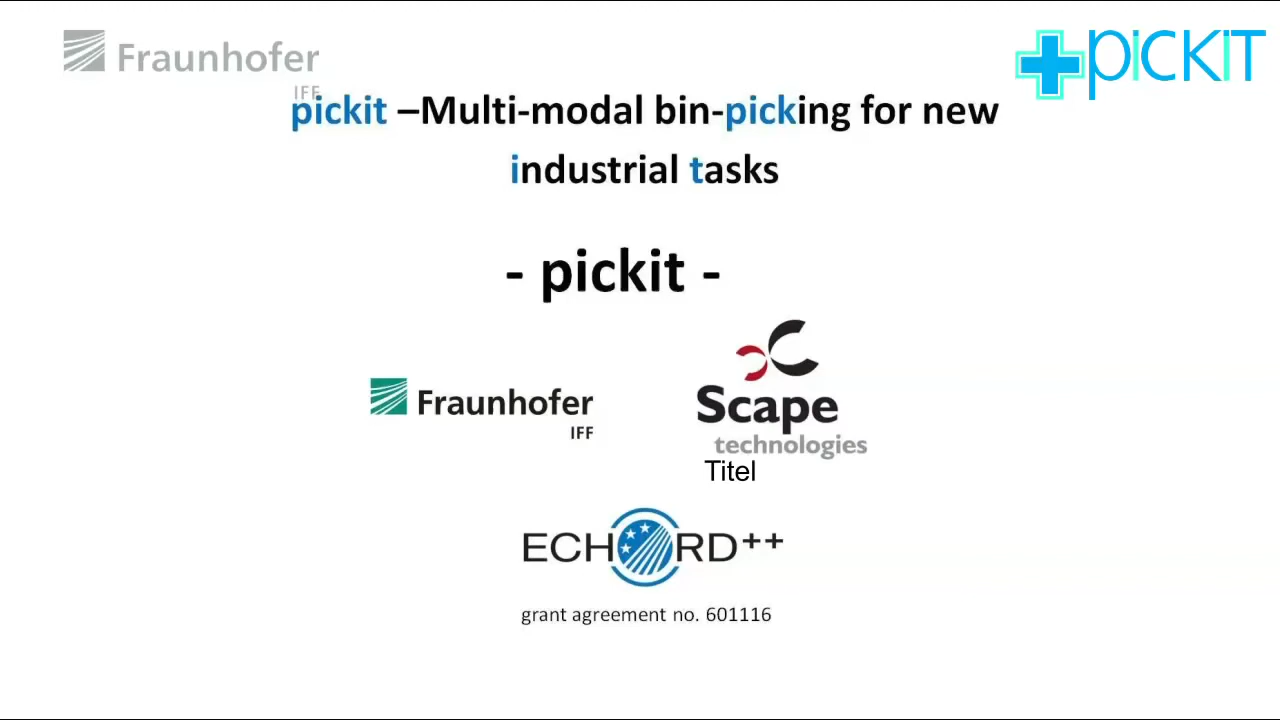 Fraunhofer
IFF
piCKiT
pickit –Multi-modal bin-picking for new
industrial tasks
- pickit -
Fraunhofer
IFF
Scape
technologies
Titel
ECHORD++
grant agreement no. 601116